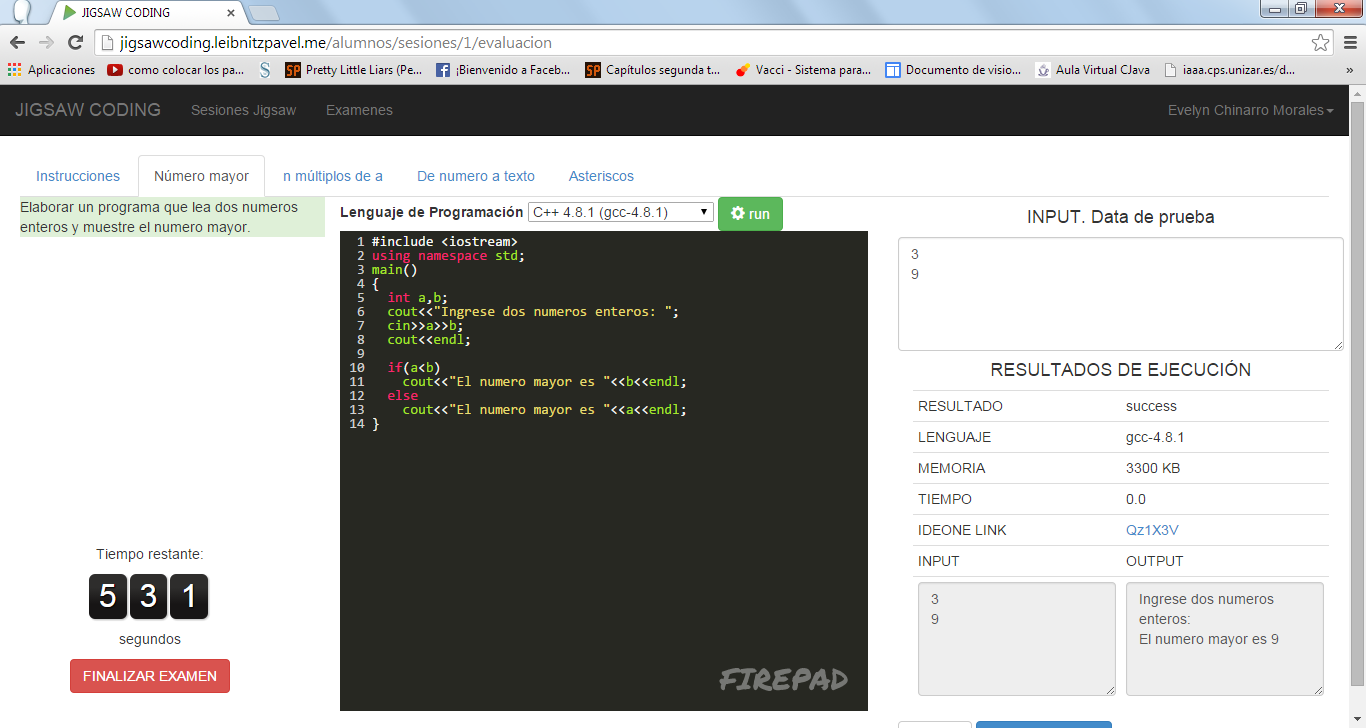 JIGSAW CODING
jigsawcoding.leibnitzpavel.me/alumnos/sesiones/1/evaluacion
Aplicaciones como colocar los pa... Pretty Little Liars (Pe... ¡Bienvenido a Faceb... Capítulos segunda t... Vacci - Sistema para... Documento de visio... Aula Virtual CJava iaaa.cps.unizar.es/d... »
JIGSAW CODING Sesiones Jigsaw Examenes Evelyn Chinarro Morales
Instrucciones Número mayor n múltiplos de a De numero a texto Asteriscos
Elaborar un programa que lea dos numeros
enteros y muestre el numero mayor.
Tiempo restante:
5 3 1
segundos
FINALIZAR EXAMEN
Lenguaje de Programación C++ 4.8.1 (gcc-4.8.1) run
1 #include <iostream>
2 using namespace std;
3 main()
4 {
5 int a,b;
6 cout<<"Ingrese dos numeros enteros: ";
7 cin>>a>>b;
8 cout<<endl;
9
10 if(a<b)
11 cout<<"El numero mayor es "<<b<<endl;
12 else
13 cout<<"El numero mayor es "<<a<<endl;
14 }
FIREPAD
INPUT. Data de prueba
3
9
RESULTADOS DE EJECUCIÓN
RESULTADO success
LENGUAJE gcc-4.8.1
MEMORIA 3300 KB
TIEMPO 0.0
IDEONE LINK Qz1X3V
INPUT OUTPUT
3
9
Ingrese dos numeros
enteros:
El numero mayor es 9